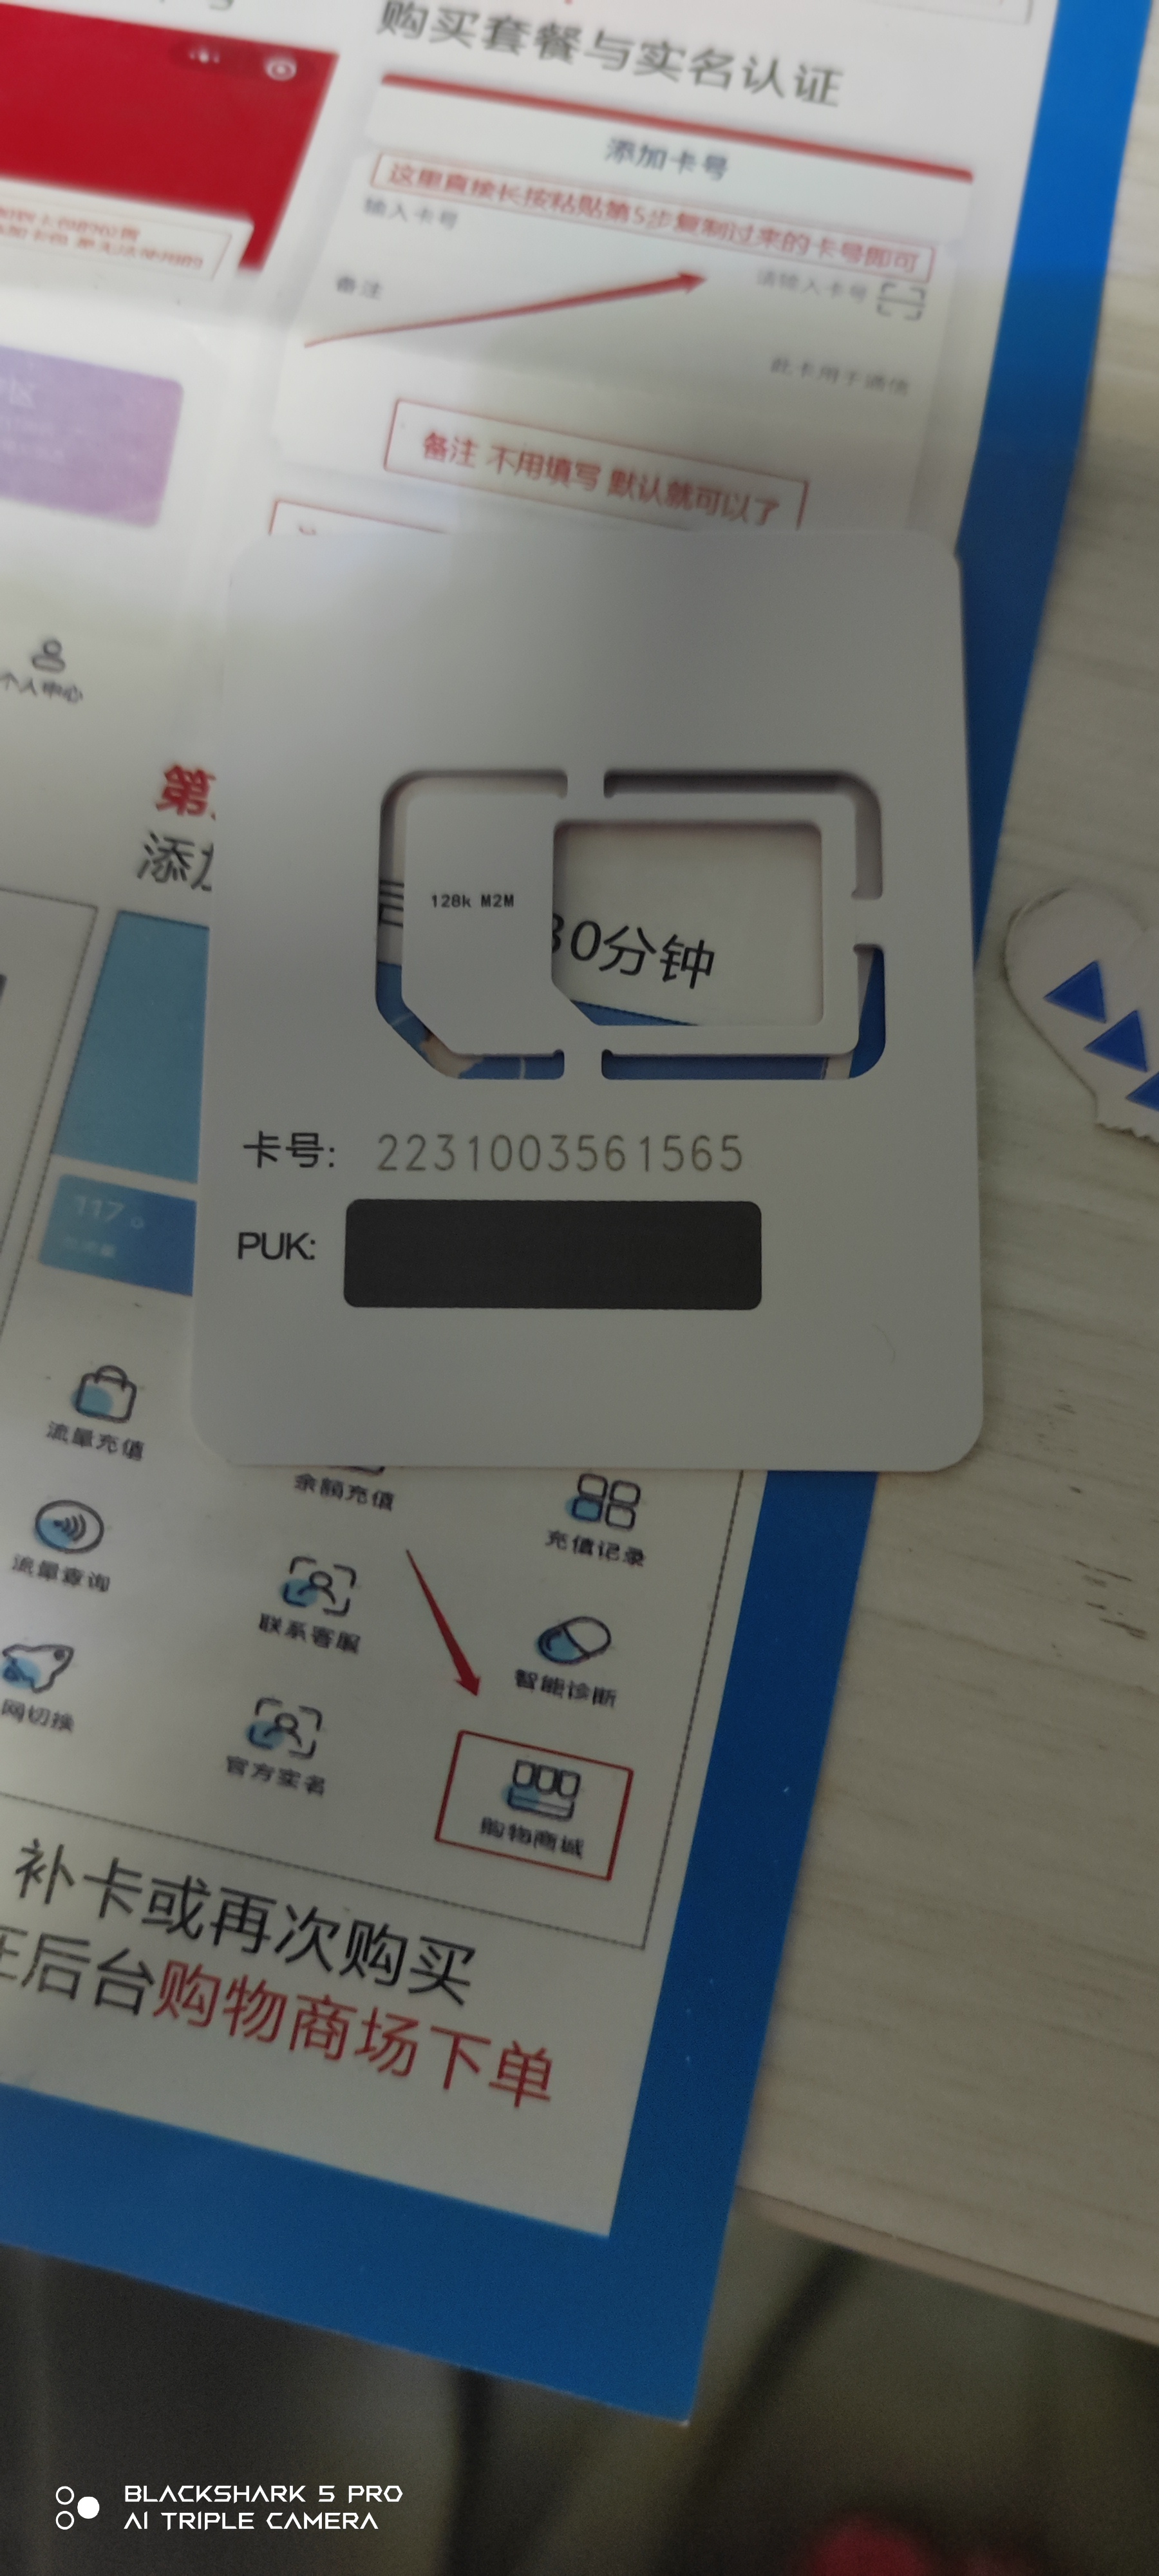 购买套餐与实名认证
添加卡号
这里直接长按粘贴第5步复制过来的卡号即可
输入卡号
请输入卡号
备注
此卡用于通信
备注 不用填写 默认就可以了
个人中心
第
添加
128k M2M
30分钟
卡号: 2231003561565
PUK:
117
流量充值
余额充值
充值记录
流量查询
联系客服
智能诊断
网切换
官方实名
购物商城
补卡或再次购买
在后台购物商场下单
BLACKSHARK 5 PRO
AI TRIPLE CAMERA